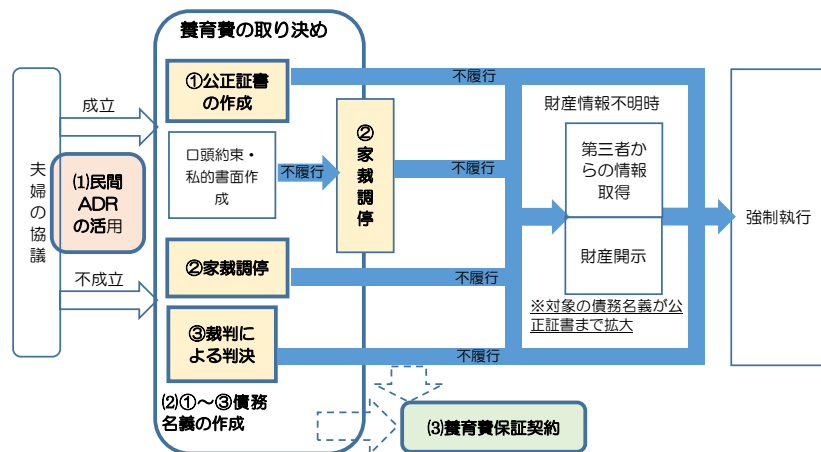 養育費の取り決め
夫婦の協議
成立
⑴民間
ADR
の活用
不成立
①公正証書
の作成
口頭約束・
私的書面作
成
不履行
②家裁調停
②家裁調停
③裁判に
よる判決
⑵①～③債務
名義の作成
不履行
不履行
不履行
不履行
財産情報不明時
第三者か
らの情報
取得
財産開示
※対象の債務名義が公
正証書まで拡大
強制執行
⑶養育費保証契約